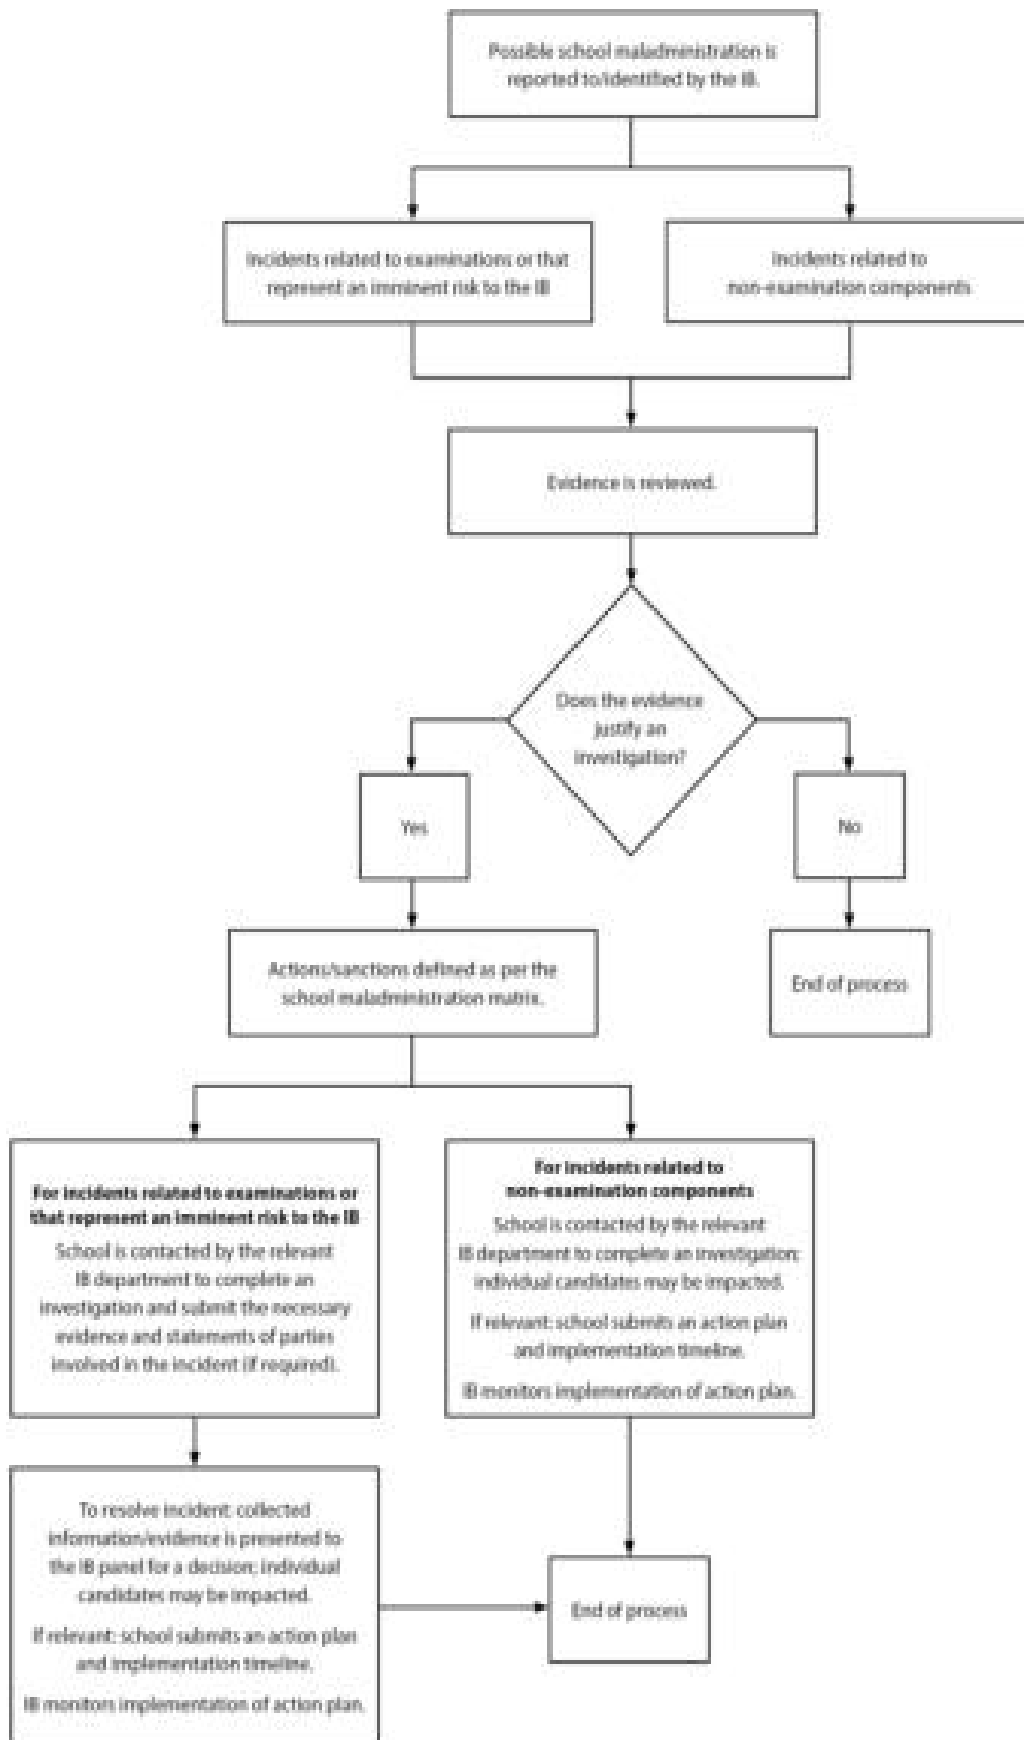 Possible school maladministration is
reported to/identified by the IB.
Incidents related to examinations or that
represent an imminent risk to the IB
Incidents related to
non-examination components
Evidence is reviewed.
Does the evidence
justify an
investigation?
Yes
No
Actions/sanctions defined as per the
school maladministration matrix.
End of process
For incidents related to examinations or
that represent an imminent risk to the IB
School is contacted by the relevant
IB department to complete an
investigation and submit the necessary
evidence and statements of parties
involved in the incident (if required).
For incidents related to
non-examination components
School is contacted by the relevant
IB department to complete an investigation;
individual candidates may be impacted.
If relevant: school submits an action plan
and implementation timeline.
IB monitors implementation of action plan.
To resolve incident: collected
information/evidence is presented to
the IB panel for a decision; individual
candidates may be impacted.
If relevant: school submits an action plan
and implementation timeline.
IB monitors implementation of action plan.
End of process